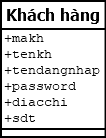 Khách hàng
+makh
+tenkh
+tendangnhap
+password
+diacchi
+sdt